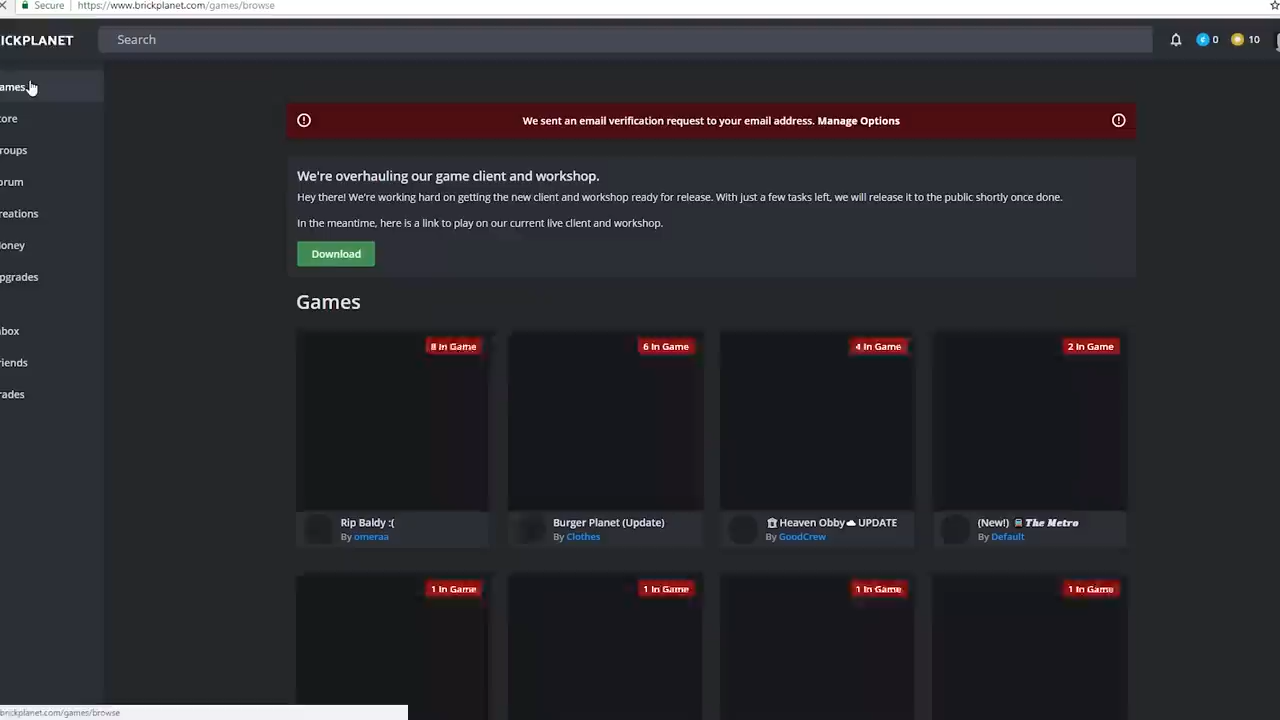 Secure
https://www.brickplanet.com/games/browse
ICKPLANET
Search
0
10
ames
ore
roups
orum
reations
oney
pgrades
nbox
riends
rades
We sent an email verification request to your email address. Manage Options
We're overhauling our game client and workshop.
Hey there! We're working hard on getting the new client and workshop ready for release. With just a few tasks left, we will release it to the public shortly once done.
In the meantime, here is a link to play on our current live client and workshop.
Download
Games
8 In Game
6 In Game
4 In Game
2 In Game
Rip Baldy :(
By omeraa
Burger Planet (Update)
By Clothes
🏛Heaven Obby☁UPDATE
By GoodCrew
(New!) 🚇𝑻𝒉𝒆 𝑴𝒆𝒕𝒓𝒐
By Default
1 In Game
1 In Game
1 In Game
1 In Game
brickplanet.com/games/browse